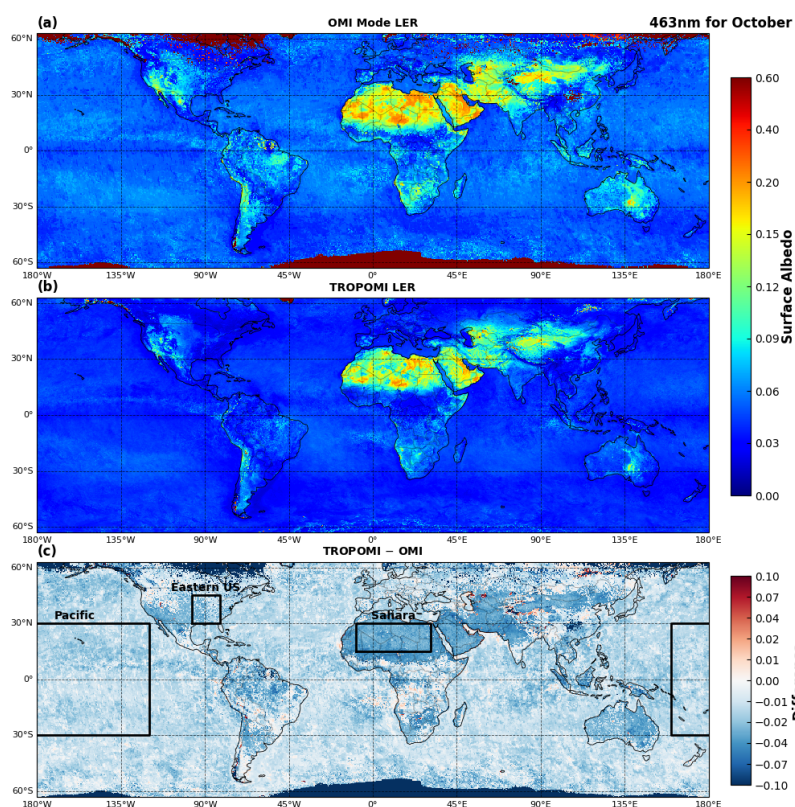 (a)
OMI Mode LER
463nm for October
60°N
30°N
0°
30°S
60°S
180°W 135°W 90°W 45°W 0° 45°E 90°E 135°E 180°E
0.60
0.40
0.20
0.15
0.12
0.09
0.06
0.03
0.00
Surface Albedo
(b)
TROPOMI LER
60°N
30°N
0°
30°S
60°S
180°W 135°W 90°W 45°W 0° 45°E 90°E 135°E 180°E
(c)
TROPOMI − OMI
60°N
30°N
0°
30°S
60°S
Eastern US
Pacific
Sahara
180°W 135°W 90°W 45°W 0° 45°E 90°E 135°E 180°E
0.10
0.07
0.04
0.02
0.01
0.00
−0.01
−0.02
−0.04
−0.07
−0.10